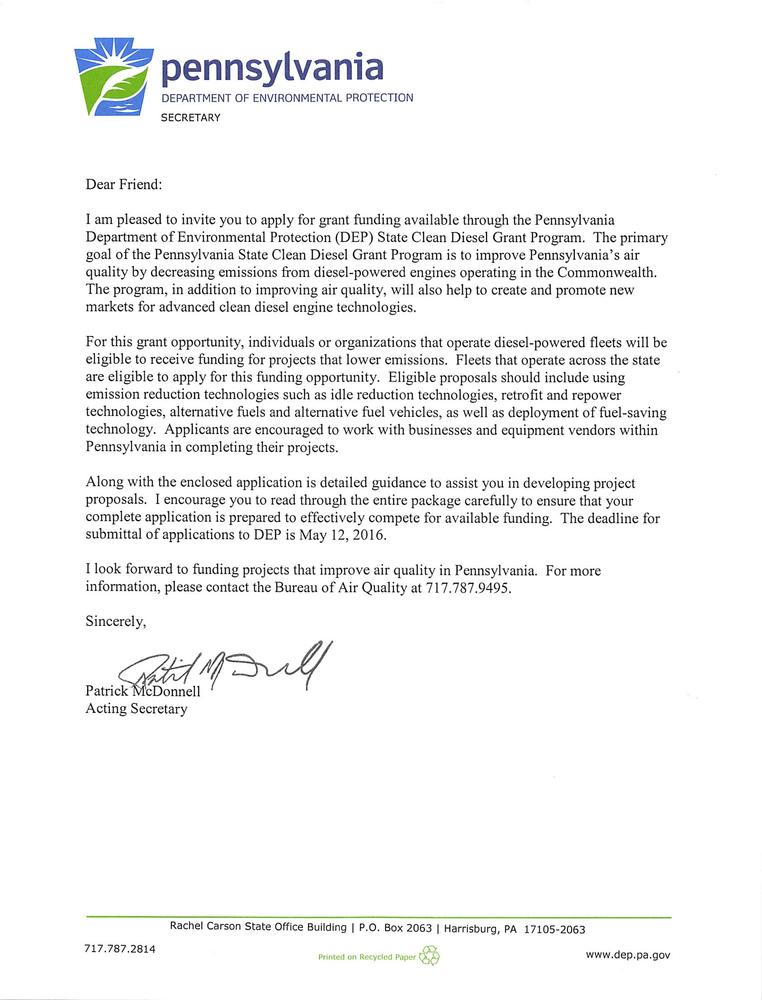 pennsylvania
DEPARTMENT OF ENVIRONMENTAL PROTECTION
SECRETARY
Dear Friend:
I am pleased to invite you to apply for grant funding available through the Pennsylvania
Department of Environmental Protection (DEP) State Clean Diesel Grant Program.  The primary
goal of the Pennsylvania State Clean Diesel Grant Program is to improve Pennsylvania’s air
quality by decreasing emissions from diesel-powered engines operating in the Commonwealth.
The program, in addition to improving air quality, will also help to create and promote new
markets for advanced clean diesel engine technologies.
For this grant opportunity, individuals or organizations that operate diesel-powered fleets will be
eligible to receive funding for projects that lower emissions.  Fleets that operate across the state
are eligible to apply for this funding opportunity.  Eligible proposals should include using
emission reduction technologies such as idle reduction technologies, retrofit and repower
technologies, alternative fuels and alternative fuel vehicles, as well as deployment of fuel-saving
technology.  Applicants are encouraged to work with businesses and equipment vendors within
Pennsylvania in completing their projects.
Along with the enclosed application is detailed guidance to assist you in developing project
proposals.  I encourage you to read through the entire package carefully to ensure that your
complete application is prepared to effectively compete for available funding.  The deadline for
submittal of applications to DEP is May 12, 2016.
I look forward to funding projects that improve air quality in Pennsylvania.  For more
information, please contact the Bureau of Air Quality at 717.787.9495.
Sincerely,
Patrick McDonnell
Patrick McDonnell
Acting Secretary
Rachel Carson State Office Building | P.O. Box 2063 | Harrisburg, PA  17105-2063
717.787.2814
Printed on Recycled Paper
www.dep.pa.gov